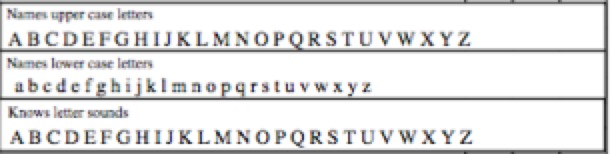 Names upper case letters
A B C D E F G H I J K L M N O P Q R S T U V W X Y Z
Names lower case letters
a b c d e f g h i j k l m n o p q r s t u v w x y z
Knows letter sounds
A B C D E F G H I J K L M N O P Q R S T U V W X Y Z